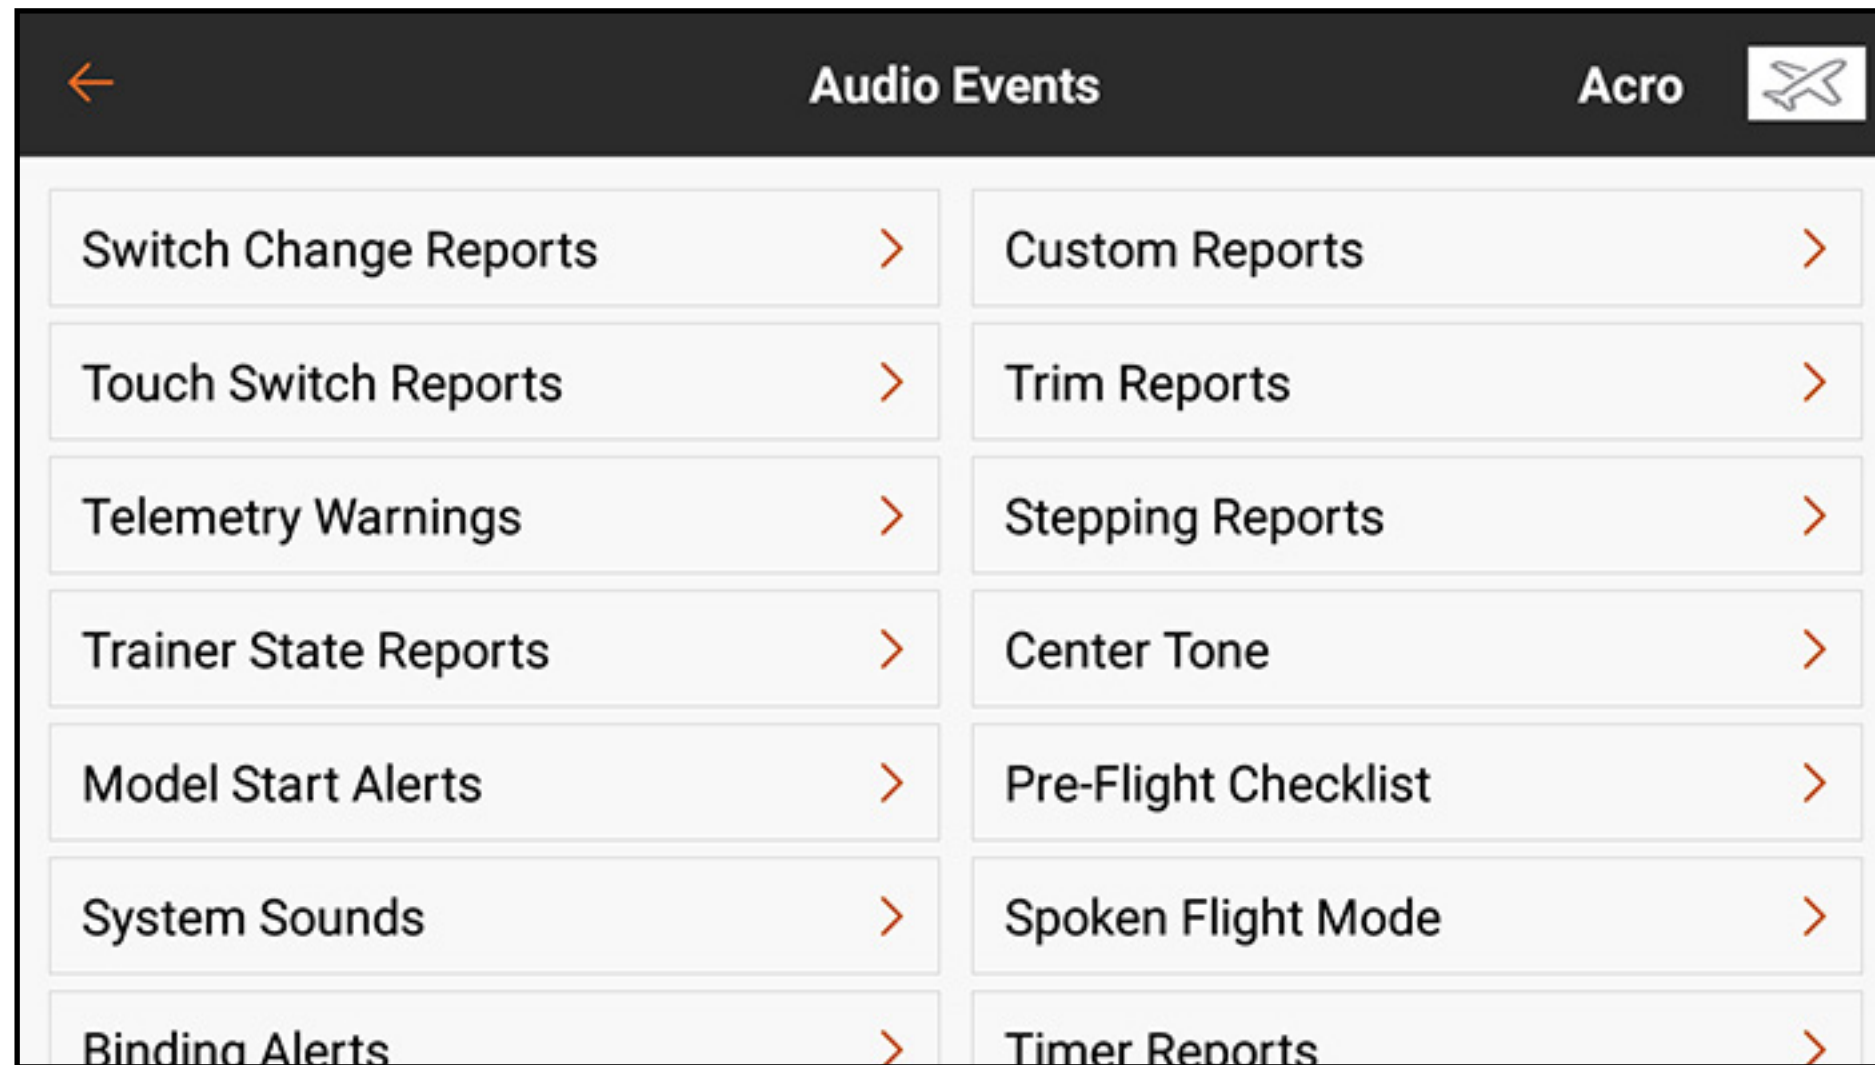 Audio Events
Acro
Switch Change Reports
Custom Reports
Touch Switch Reports
Trim Reports
Telemetry Warnings
Stepping Reports
Trainer State Reports
Center Tone
Model Start Alerts
Pre-Flight Checklist
System Sounds
Spoken Flight Mode
Binding Alerts
Timer Reports